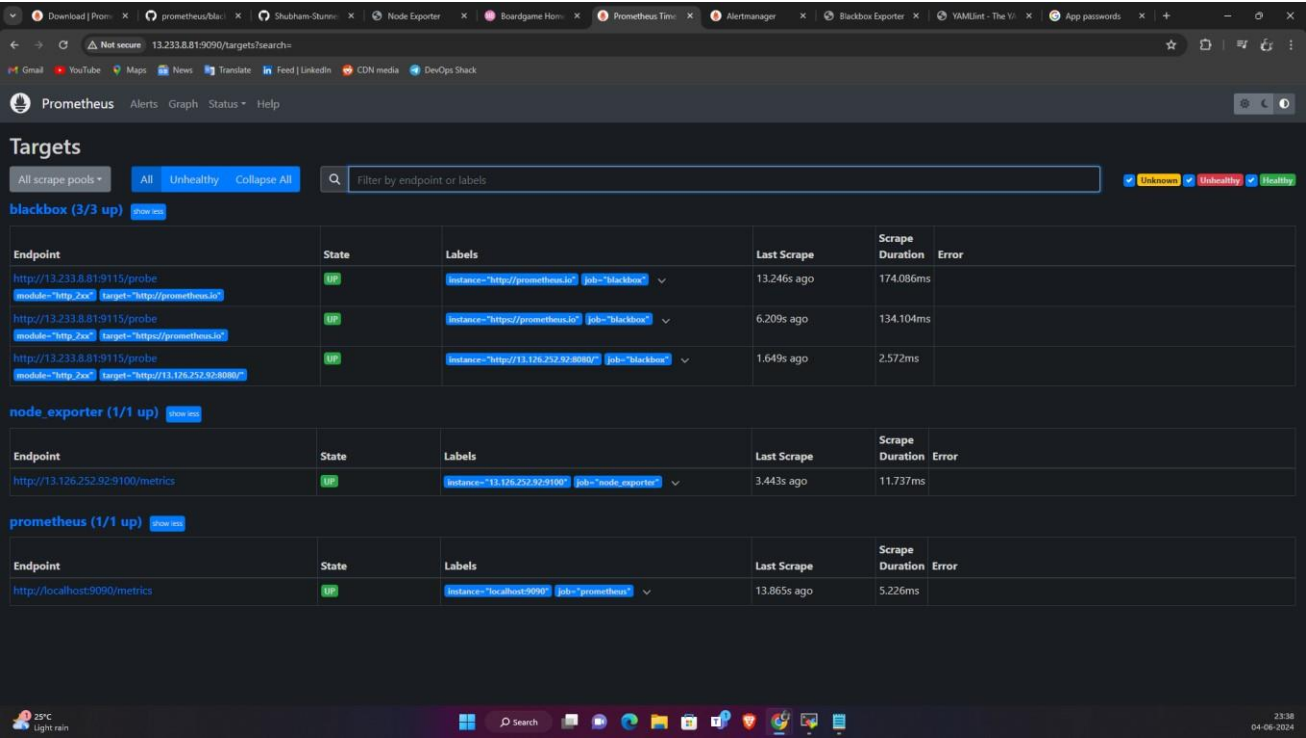 Download | Prom
prometheus/blac
Shubham-Stunne
Node Exporter
Boardgame Hom
Prometheus Time
Alertmanager
Blackbox Exporter
YAMLlint - The YA
App passwords
Not secure 13.233.8.81:9090/targets?search=
Gmail YouTube Maps News Translate Feed | LinkedIn CDN media DevOps Shack
Prometheus Alerts Graph Status Help
Targets
All scrape pools All Unhealthy Collapse All Filter by endpoint or labels Unknown Unhealthy Healthy
blackbox (3/3 up) show less
Endpoint State Labels Last Scrape Scrape Duration Error
http://13.233.8.81:9115/probe UP instance="http://prometheus.io" job="blackbox" 13.246s ago 174.086ms
module="http_2xx" target="http://prometheus.io"
http://13.233.8.81:9115/probe UP instance="https://prometheus.io" job="blackbox" 6.209s ago 134.104ms
module="http_2xx" target="https://prometheus.io"
http://13.233.8.81:9115/probe UP instance="http://13.126.252.92:8080/" job="blackbox" 1.649s ago 2.572ms
module="http_2xx" target="http://13.126.252.92:8080/"
node_exporter (1/1 up) show less
Endpoint State Labels Last Scrape Scrape Duration Error
http://13.126.252.92:9100/metrics UP instance="13.126.252.92:9100" job="node_exporter" 3.443s ago 11.737ms
prometheus (1/1 up) show less
Endpoint State Labels Last Scrape Scrape Duration Error
http://localhost:9090/metrics UP instance="localhost:9090" job="prometheus" 13.865s ago 5.226ms
25°C
Light rain
Search
23:38
04-06-2024